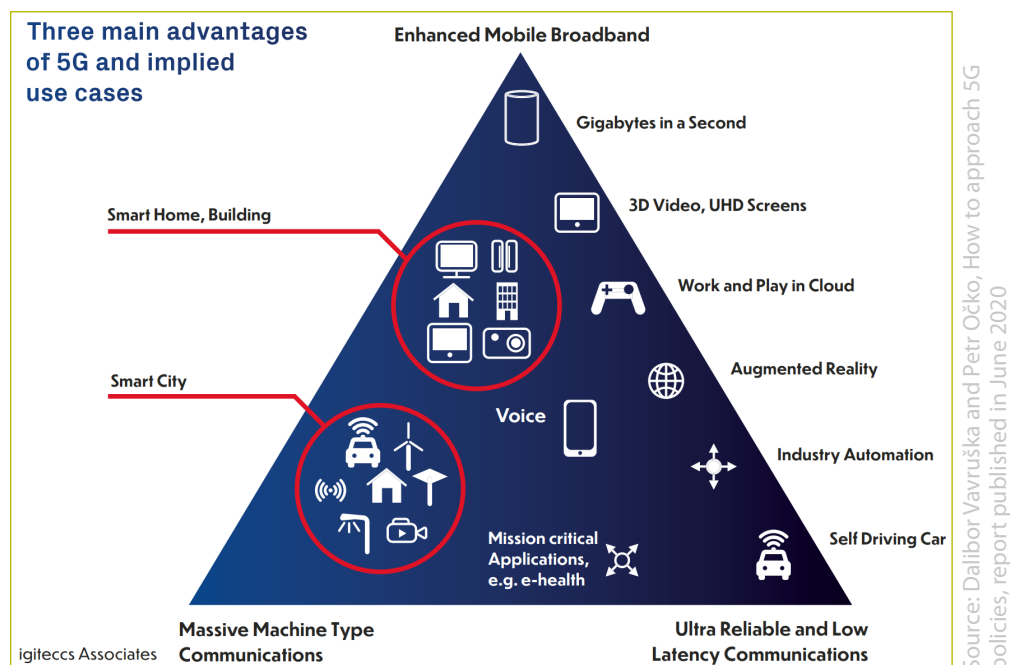 Three main advantages
of 5G and implied
use cases
Enhanced Mobile Broadband
Gigabytes in a Second
3D Video, UHD Screens
Smart Home, Building
Work and Play in Cloud
Augmented Reality
Smart City
Voice
Industry Automation
Mission critical
Applications,
e.g. e-health
Self Driving Car
Massive Machine Type
Communications
Ultra Reliable and Low
Latency Communications
igiteccs Associates
Source: Dalibor Vavruška and Petr Očko, How to approach 5G
policies, report published in June 2020